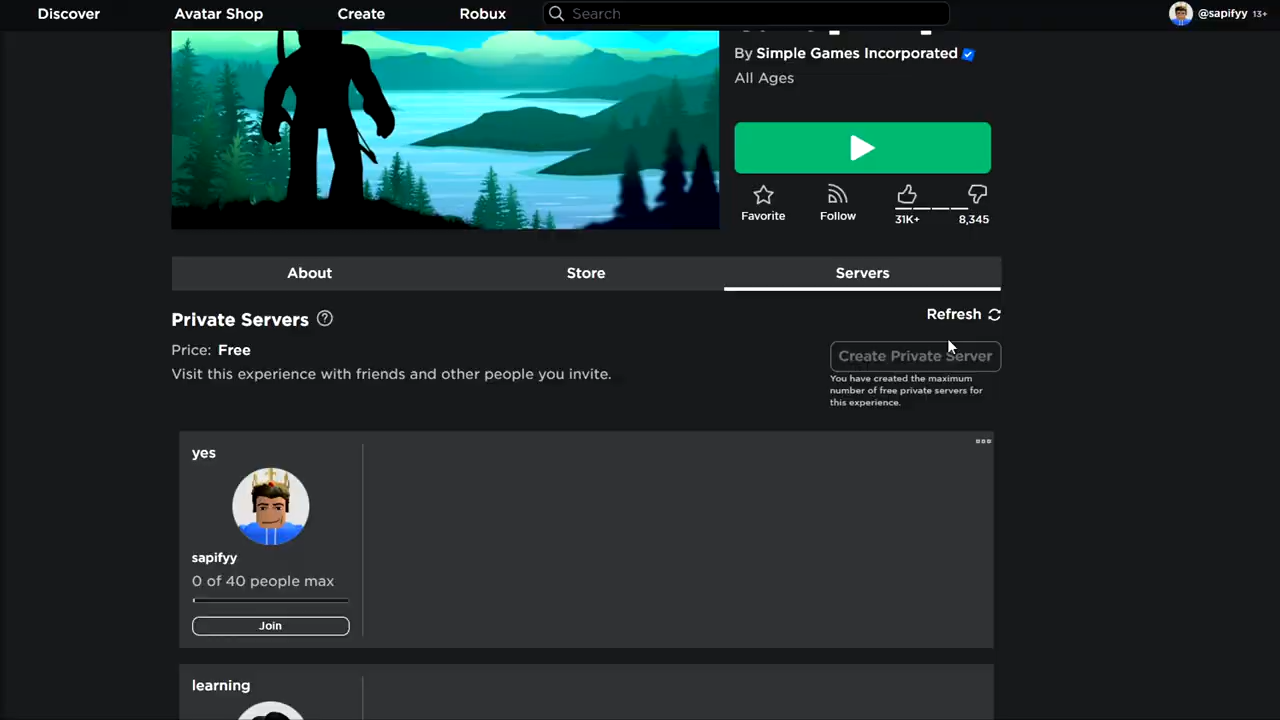 Discover Avatar Shop Create Robux Search @sapifyy 13+
By Simple Games Incorporated
All Ages
Favorite Follow 31K+ 8,345
About Store Servers
Private Servers Refresh
Price: Free
Create Private Server
Visit this experience with friends and other people you invite.
You have created the maximum
number of free private servers for
this experience.
yes
sapifyy
0 of 40 people max
Join
learning